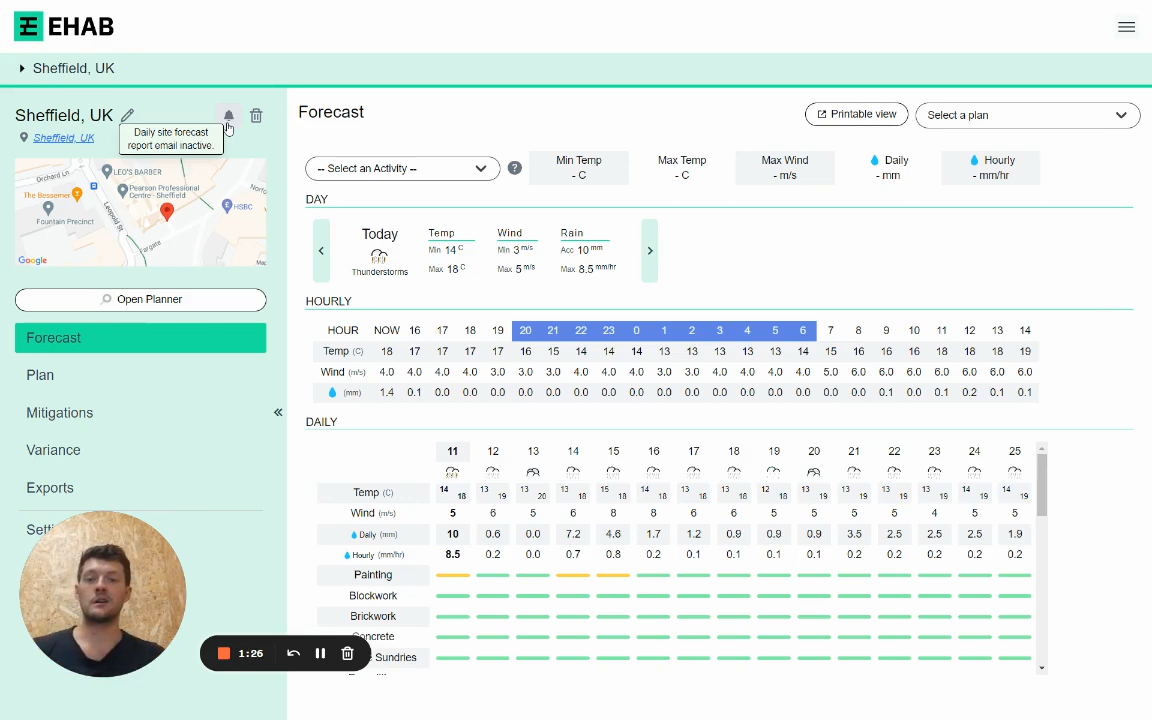 EHAB
Sheffield, UK
Sheffield, UK
Sheffield, UK
Daily site forecast
report email inactive.
Orchard Ln
LEO'S BARBER
Pearson Professional
Centre - Sheffield
The Bessemer
Fountain Precinct
Leopold St
Fargate
HSBC
Norfo
Google
Ma
Open Planner
Forecast
Plan
Mitigations
Variance
Exports
1:26
Forecast
Printable view
Select a plan
-- Select an Activity --
?
Min Temp
- C
Max Temp
- C
Max Wind
- m/s
Daily
- mm
Hourly
- mm/hr
DAY
Today
Thunderstorms
Temp
Min 14 C
Max 18 C
Wind
Min 3 m/s
Max 5 m/s
Rain
Acc 10 mm
Max 8.5 mm/hr
HOURLY
HOUR NOW 16 17 18 19 20 21 22 23 0 1 2 3 4 5 6 7 8 9 10 11 12 13 14
Temp (C) 18 17 17 17 17 16 15 14 14 14 13 13 13 13 13 14 15 16 16 16 17 18 18 19
Wind (m/s) 4.0 4.0 4.0 4.0 3.0 3.0 3.0 4.0 4.0 4.0 4.0 3.0 4.0 4.0 4.0 4.0 5.0 6.0 6.0 6.0 6.0 6.0 6.0 6.0
(mm) 1.4 0.1 0.0 0.0 0.0 0.0 0.0 0.0 0.0 0.0 0.0 0.0 0.0 0.0 0.0 0.0 0.0 0.0 0.1 0.0 0.1 0.2 0.1 0.1
DAILY
11 12 13 14 15 16 17 18 19 20 21 22 23 24 25
Temp (C) 14 18 13 19 13 20 13 18 15 18 14 18 13 18 13 18 12 18 13 19 13 19 13 19 13 19 14 19 14 19
Wind (m/s) 5 6 5 6 8 8 6 6 5 5 5 5 4 5 5
Daily (mm) 10 0.6 0.0 7.2 4.6 1.7 1.2 0.9 0.9 0.9 3.5 2.5 2.5 2.5 1.9
Hourly (mm/hr) 8.5 0.2 0.0 0.7 0.8 0.2 0.1 0.1 0.1 0.1 0.2 0.2 0.2 0.2 0.2
Painting
Blockwork
Brickwork
Concrete
Sundries